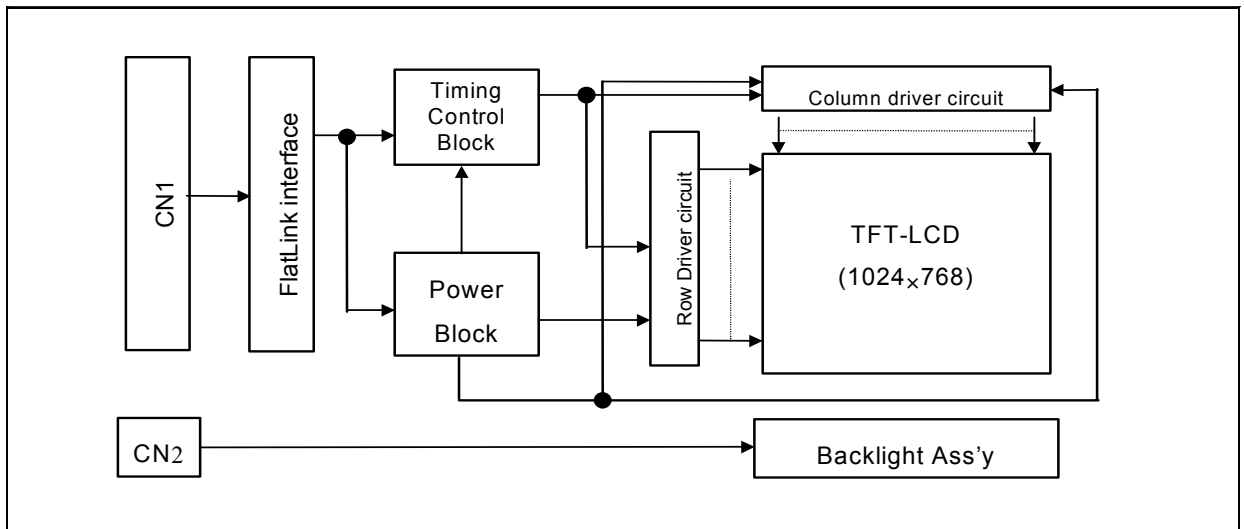 CN1
FlatLink interface
Timing
Control
Block
Power
Block
Row Driver circuit
Column driver circuit
TFT-LCD
(1024×768)
CN2
Backlight Ass’y